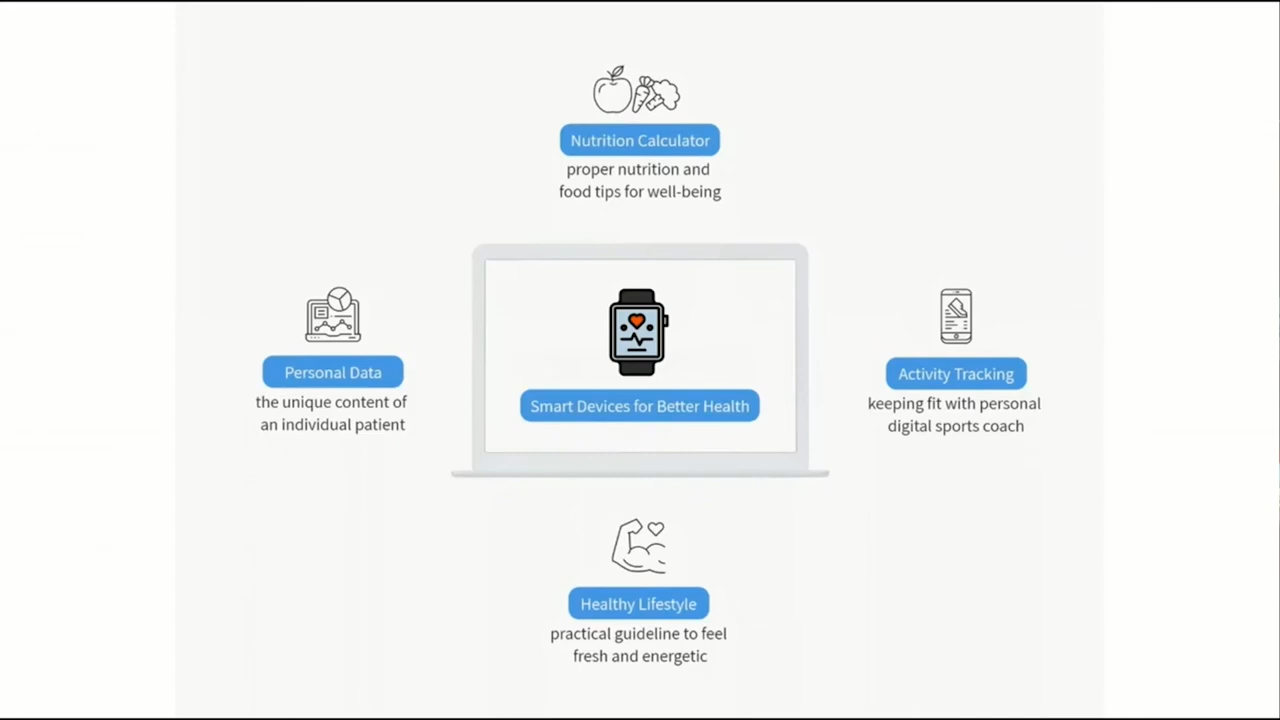 Nutrition Calculator
proper nutrition and
food tips for well-being
Personal Data
the unique content of
an individual patient
Smart Devices for Better Health
Activity Tracking
keeping fit with personal
digital sports coach
Healthy Lifestyle
practical guideline to feel
fresh and energetic